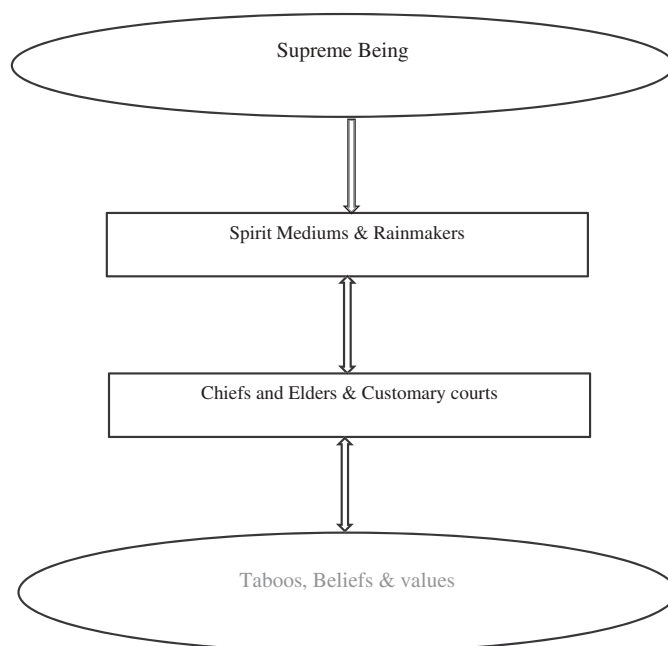 Supreme Being
Spirit Mediums & Rainmakers
Chiefs and Elders & Customary courts
Taboos, Beliefs & values